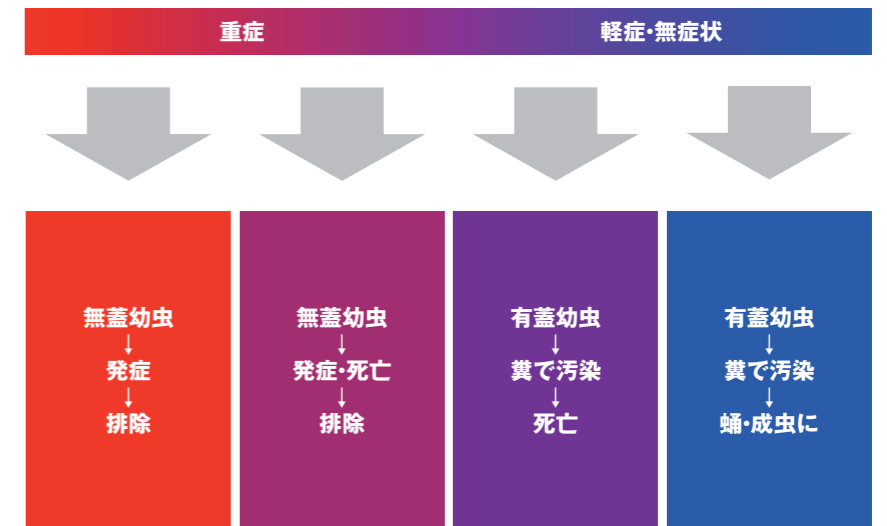 重症
軽症・無症状
無蓋幼虫
↓
発症
↓
排除
無蓋幼虫
↓
発症・死亡
↓
排除
有蓋幼虫
↓
糞で汚染
↓
死亡
有蓋幼虫
↓
糞で汚染
↓
蛹・成虫に